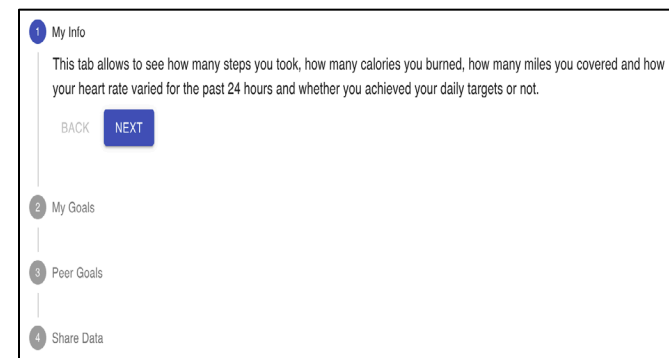 1 My Info
This tab allows to see how many steps you took, how many calories you burned, how many miles you covered and how
your heart rate varied for the past 24 hours and whether you achieved your daily targets or not.
BACK NEXT
2 My Goals
3 Peer Goals
4 Share Data